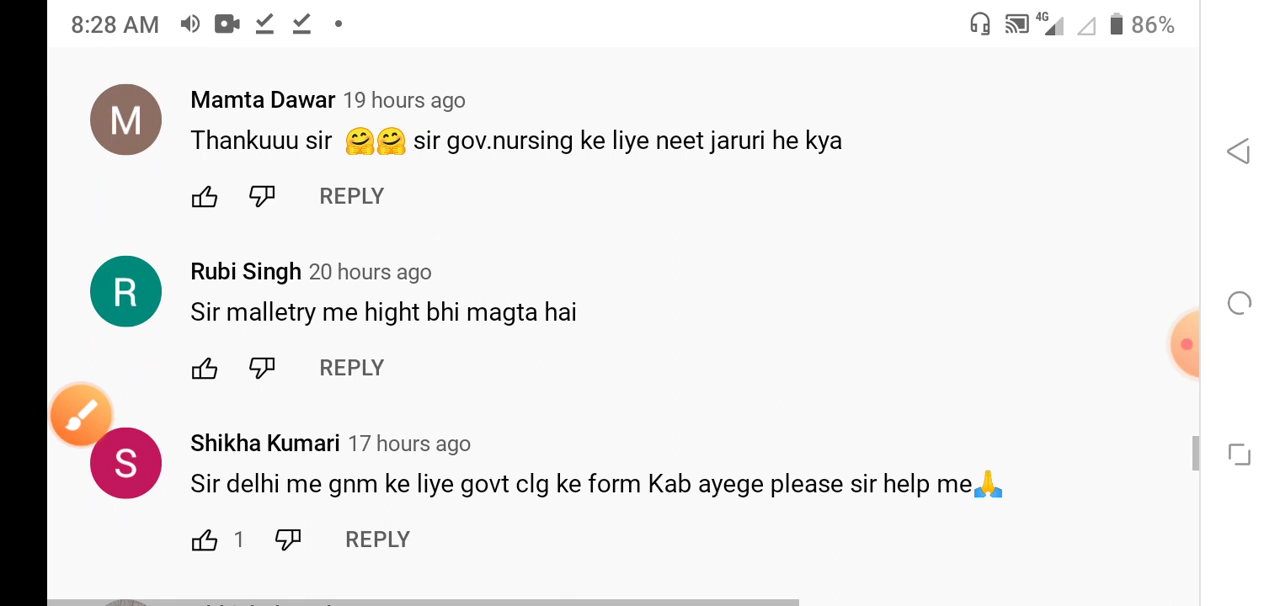 8:28 AM 4G 86%
M
Mamta Dawar 19 hours ago
Thankuuu sir 🤗🤗 sir gov.nursing ke liye neet jaruri he kya
REPLY
R
Rubi Singh 20 hours ago
Sir malletry me hight bhi magta hai
REPLY
S
Shikha Kumari 17 hours ago
Sir delhi me gnm ke liye govt clg ke form Kab ayege please sir help me🙏
1 REPLY